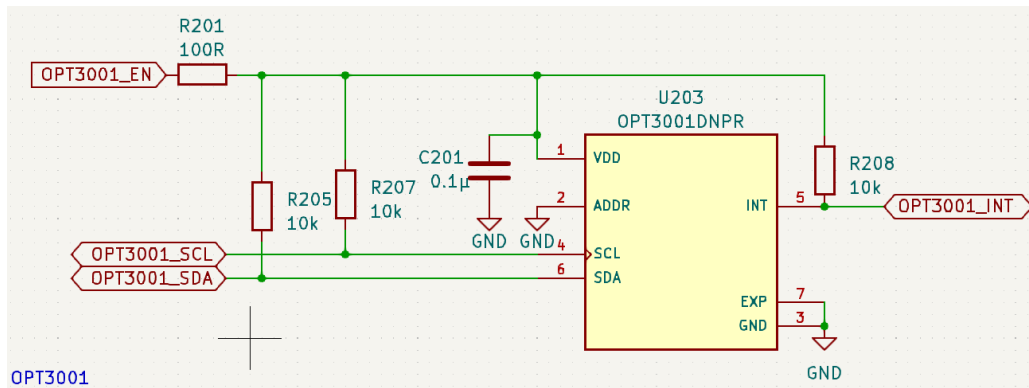 R201
100R
OPT3001_EN
U203
OPT3001DNPR
C201
0.1µ
1
VDD
R208
10k
R205
10k
R207
10k
2
ADDR
INT
5
OPT3001_INT
GND
GND
OPT3001_SCL
4
SCL
OPT3001_SDA
6
SDA
EXP
7
GND
3
GND
OPT3001